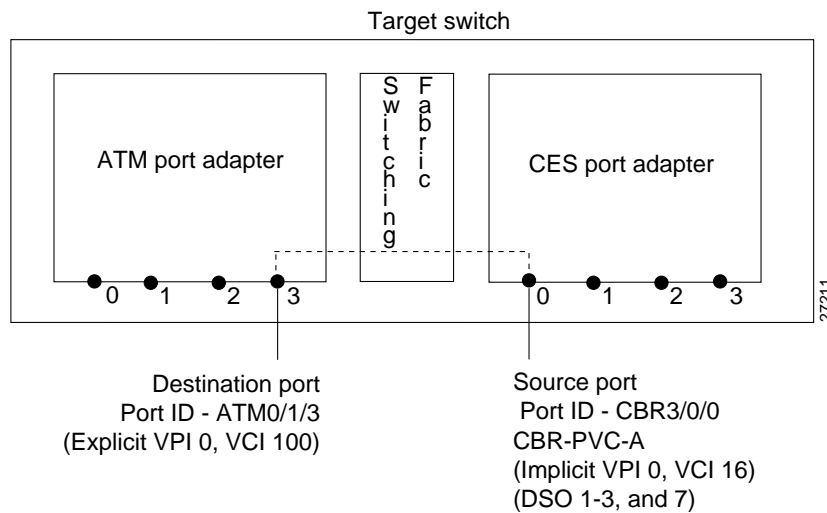 Target switch
ATM port adapter
Switching
Fabric
CES port adapter
0
1
2
3
0
1
2
3
27211
Destination port
Port ID - ATM0/1/3
(Explicit VPI 0, VCI 100)
Source port
Port ID - CBR3/0/0
CBR-PVC-A
(Implicit VPI 0, VCI 16)
(DSO 1-3, and 7)